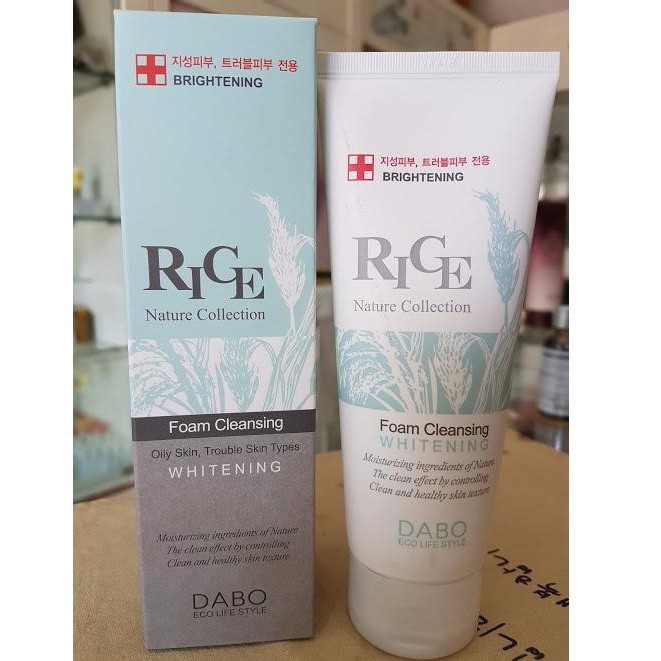 지성피부, 트러블피부 전용
BRIGHTENING
RICE
Nature Collection
Foam Cleansing
Oily Skin, Trouble Skin Types
WHITENING
Moisturizing ingredients of Nature
The clean effect by controlling
Clean and healthy skin texture
DABO
ECO LIFE STYLE
지성피부, 트러블피부 전용
BRIGHTENING
RICE
Nature Collection
Foam Cleansing
WHITENING
Moisturizing ingredients of Nature
The clean effect by controlling
Clean and healthy skin texture
DABO
ECO LIFE STYLE